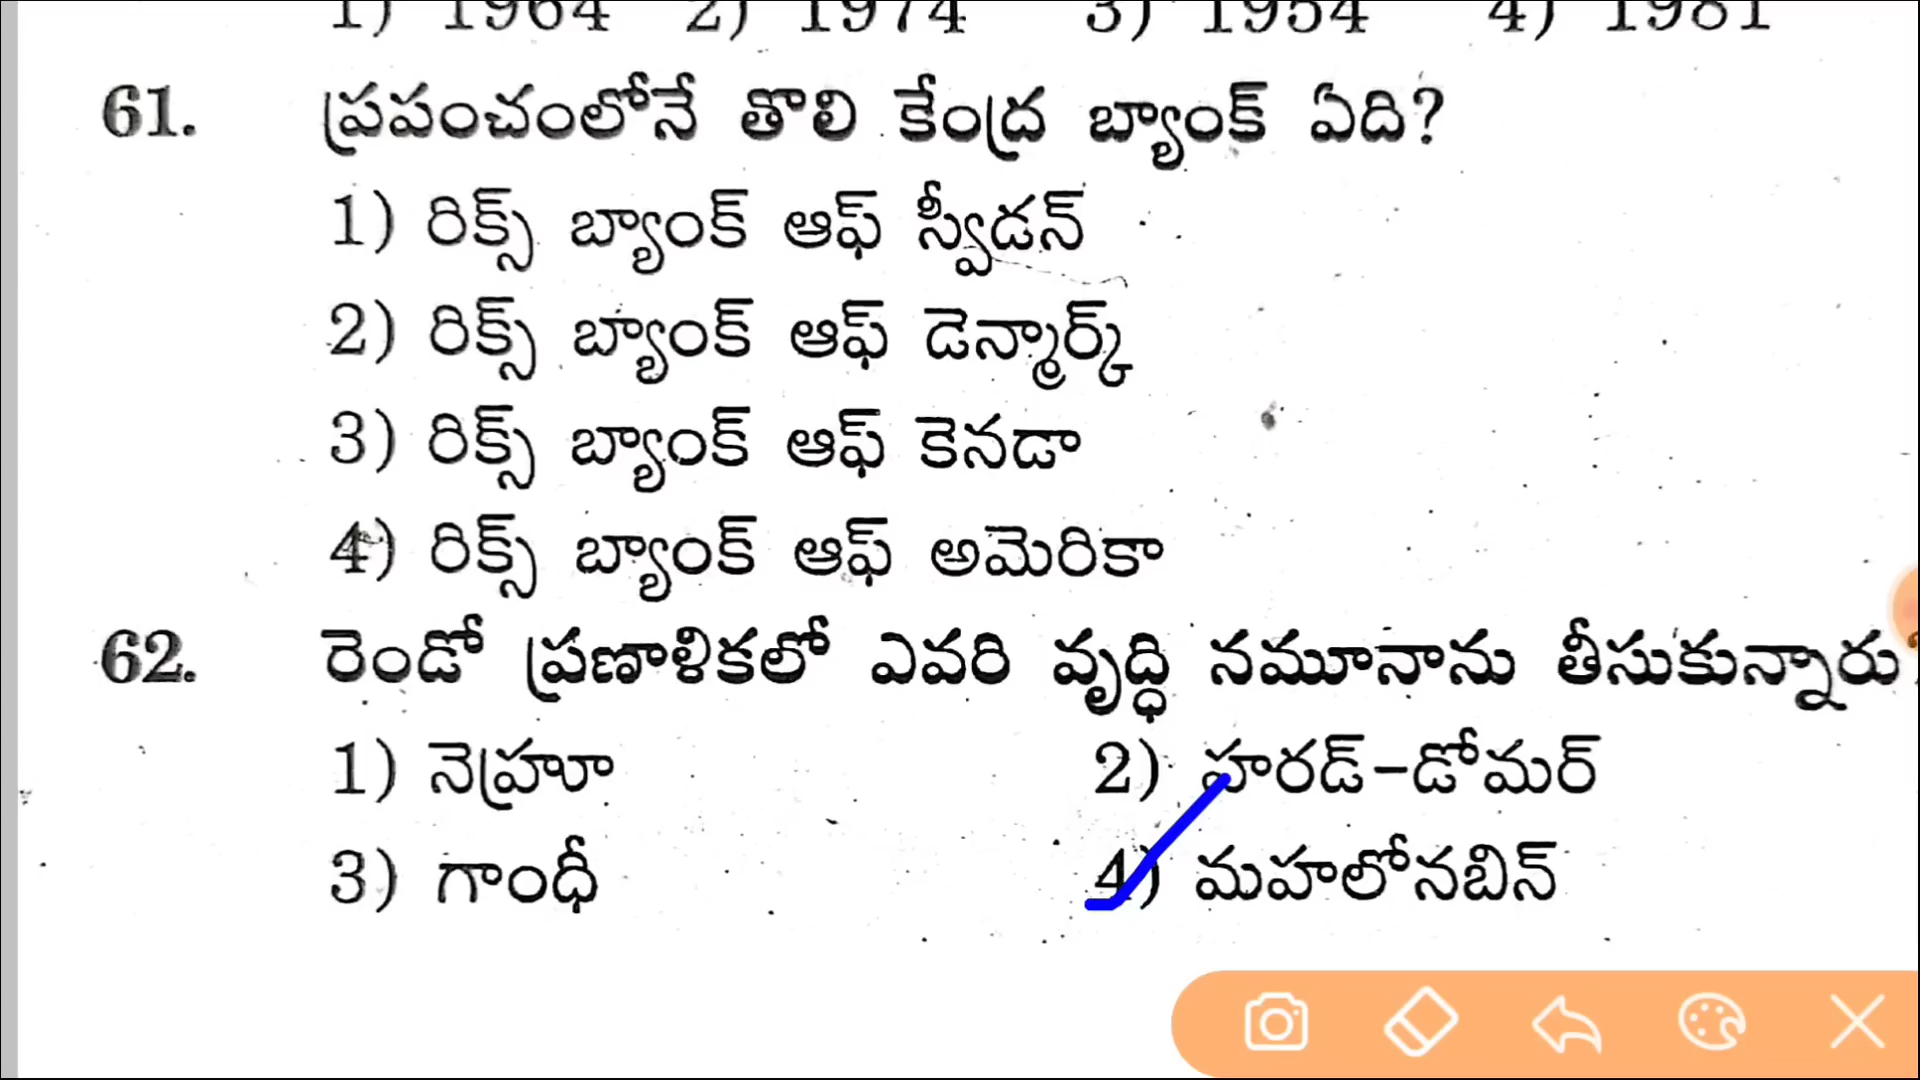 1) 1964 2) 1974 3) 1954 4) 1981
61. ప్రపంచంలోనే తొలి కేంద్ర బ్యాంక్ ఏది?
1) రిక్స్ బ్యాంక్ ఆఫ్ స్వీడన్
2) రిక్స్ బ్యాంక్ ఆఫ్ డెన్మార్క్
3) రిక్స్ బ్యాంక్ ఆఫ్ కెనడా
4) రిక్స్ బ్యాంక్ ఆఫ్ అమెరికా
62. రెండో ప్రణాళికలో ఎవరి వృద్ధి నమూనాను తీసుకున్నారు
1) నెహ్రూ 2) హరడ్-డోమర్
3) గాంధీ 4) మహలోనబిన్